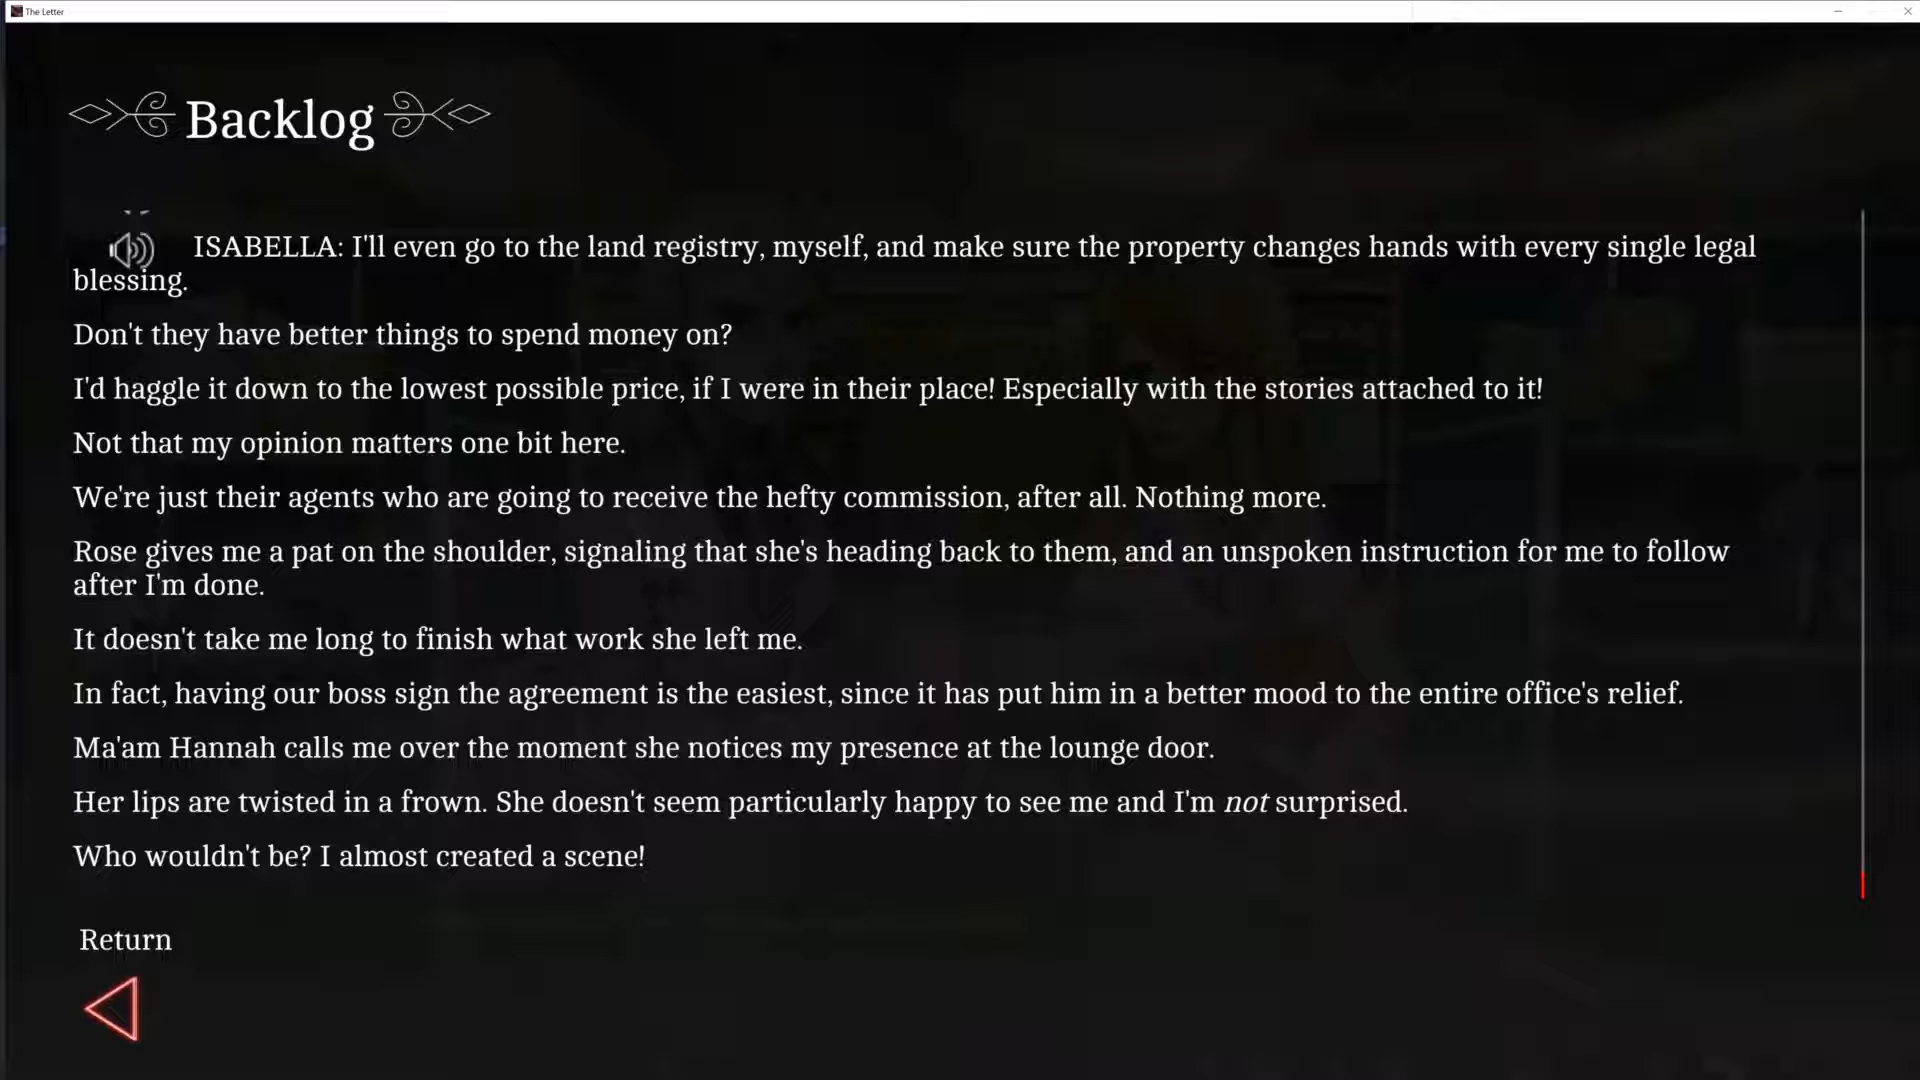 The Letter
Backlog
ISABELLA: I'll even go to the land registry, myself, and make sure the property changes hands with every single legal
blessing.
Don't they have better things to spend money on?
I'd haggle it down to the lowest possible price, if I were in their place! Especially with the stories attached to it!
Not that my opinion matters one bit here.
We're just their agents who are going to receive the hefty commission, after all. Nothing more.
Rose gives me a pat on the shoulder, signaling that she's heading back to them, and an unspoken instruction for me to follow
after I'm done.
It doesn't take me long to finish what work she left me.
In fact, having our boss sign the agreement is the easiest, since it has put him in a better mood to the entire office's relief.
Ma'am Hannah calls me over the moment she notices my presence at the lounge door.
Her lips are twisted in a frown. She doesn't seem particularly happy to see me and I'm not surprised.
Who wouldn't be? I almost created a scene!
Return